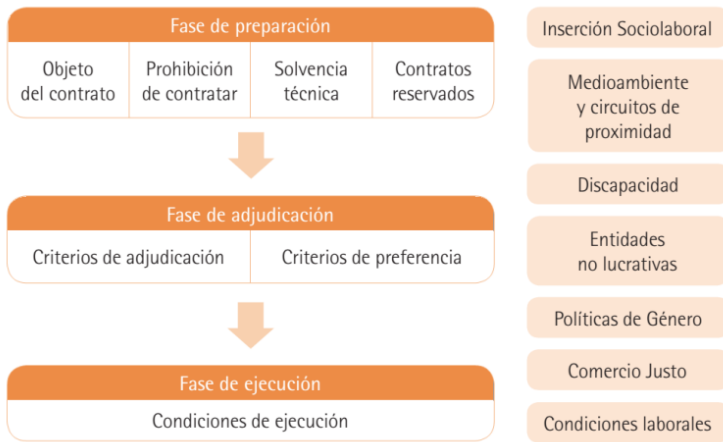 Fase de preparación
Objeto
del contrato
Prohibición
de contratar
Solvencia
técnica
Contratos
reservados
Fase de adjudicación
Criterios de adjudicación
Criterios de preferencia
Fase de ejecución
Condiciones de ejecución
Inserción Sociolaboral
Medioambiente
y circuitos de
proximidad
Discapacidad
Entidades
no lucrativas
Políticas de Género
Comercio Justo
Condiciones laborales